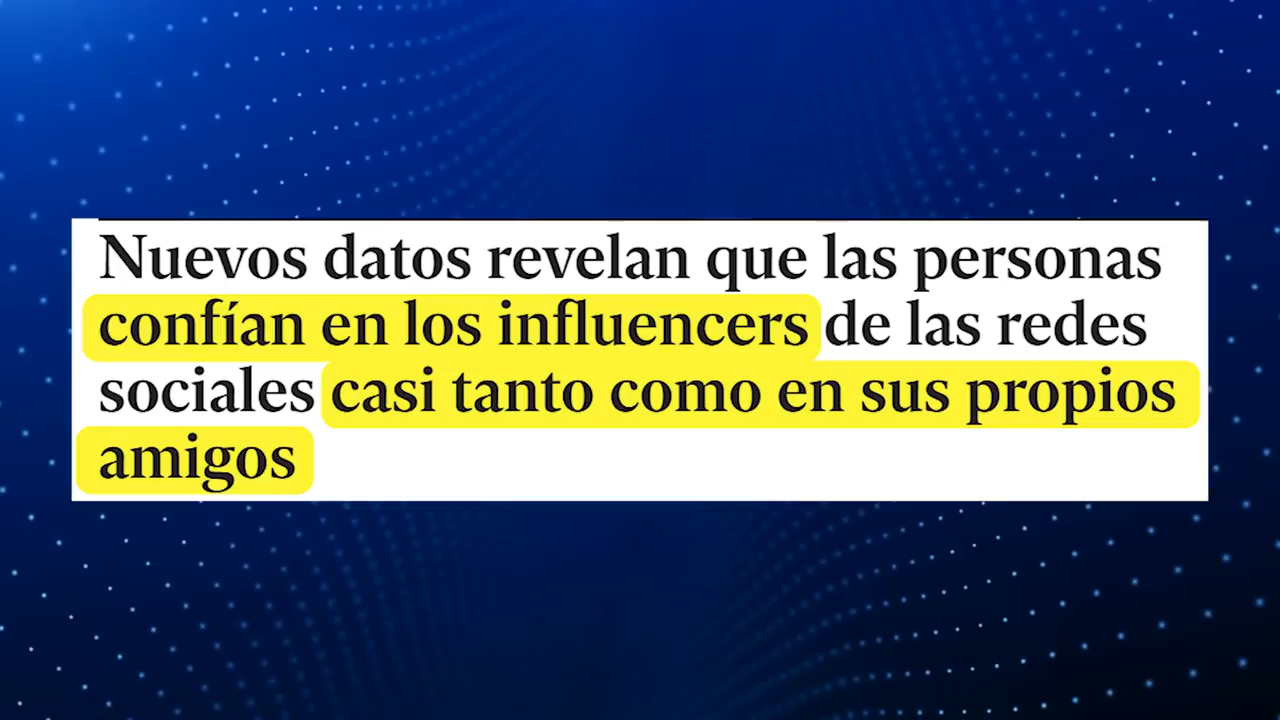 Nuevos datos revelan que las personas
confían en los influencers de las redes
sociales casi tanto como en sus propios
amigos